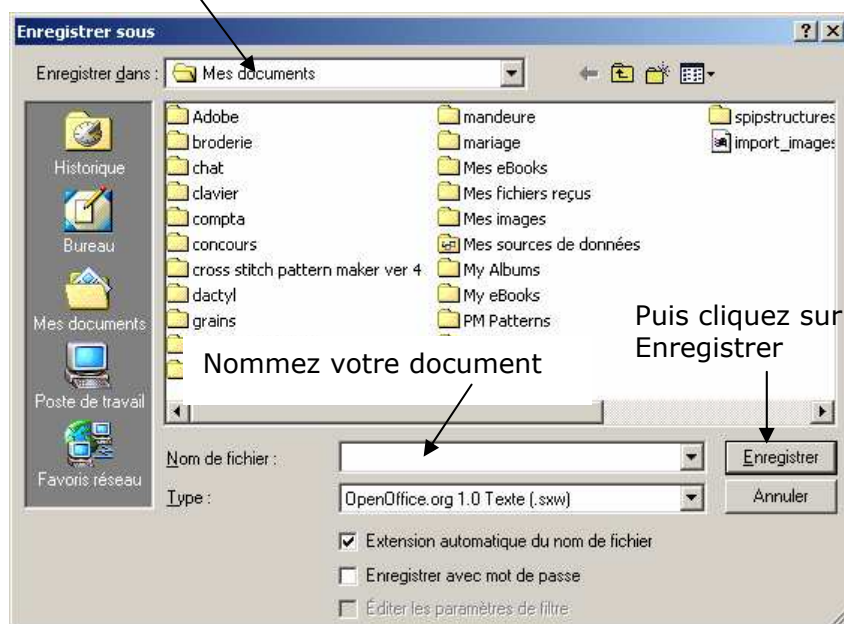 Enregistrer sous
Enregistrer dans : Mes documents
Historique
Bureau
Mes documents
Poste de travail
Favoris réseau
Adobe
broderie
chat
clavier
compta
concours
cross stitch pattern maker ver 4
dactyl
grains
mandeure
mariage
Mes eBooks
Mes fichiers reçus
Mes images
Mes sources de données
My Albums
My eBooks
PM Patterns
spipstructures
import_images
Nommez votre document
Puis cliquez sur
Enregistrer
Nom de fichier :
Enregistrer
Type : OpenOffice.org 1.0 Texte (.sxw)
Annuler
Extension automatique du nom de fichier
Enregistrer avec mot de passe
Éditer les paramètres de filtre